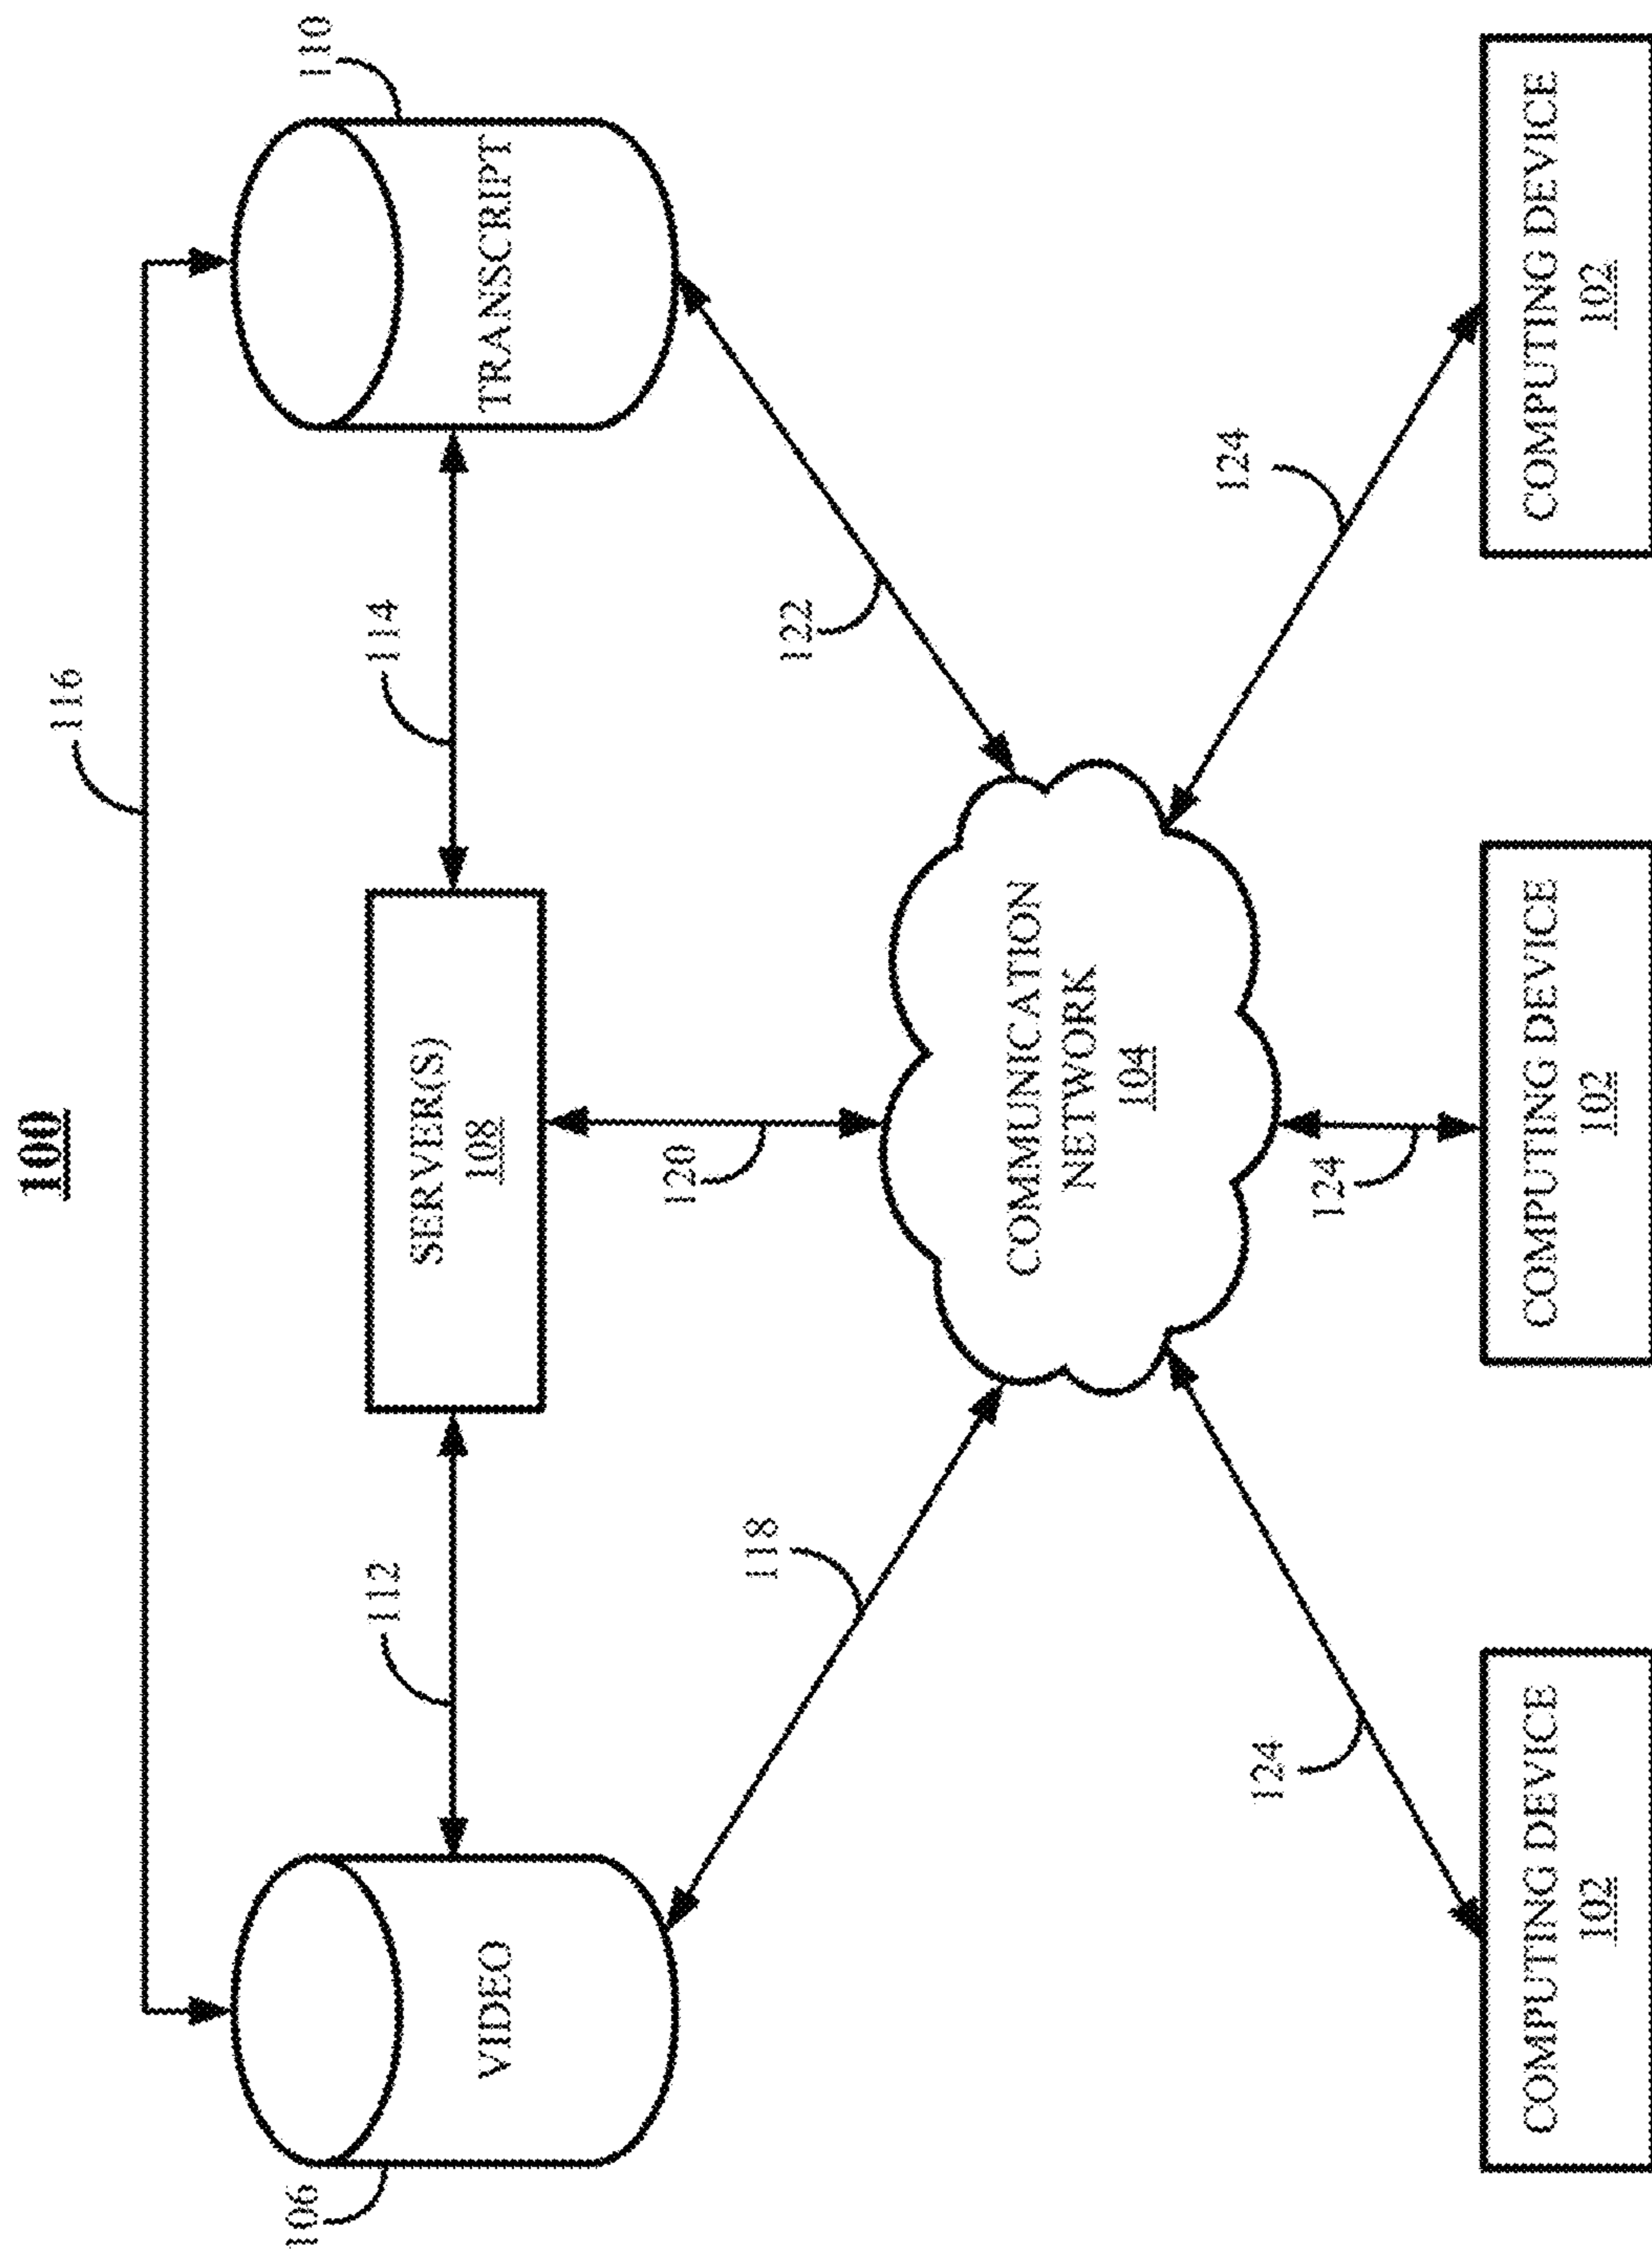 100
116
110
106
VIDEO
112
SERVER(S)
108
114
TRANSCRIPT
118
120
122
COMMUNICATION
NETWORK
104
124
124
124
COMPUTING DEVICE
102
COMPUTING DEVICE
102
COMPUTING DEVICE
102